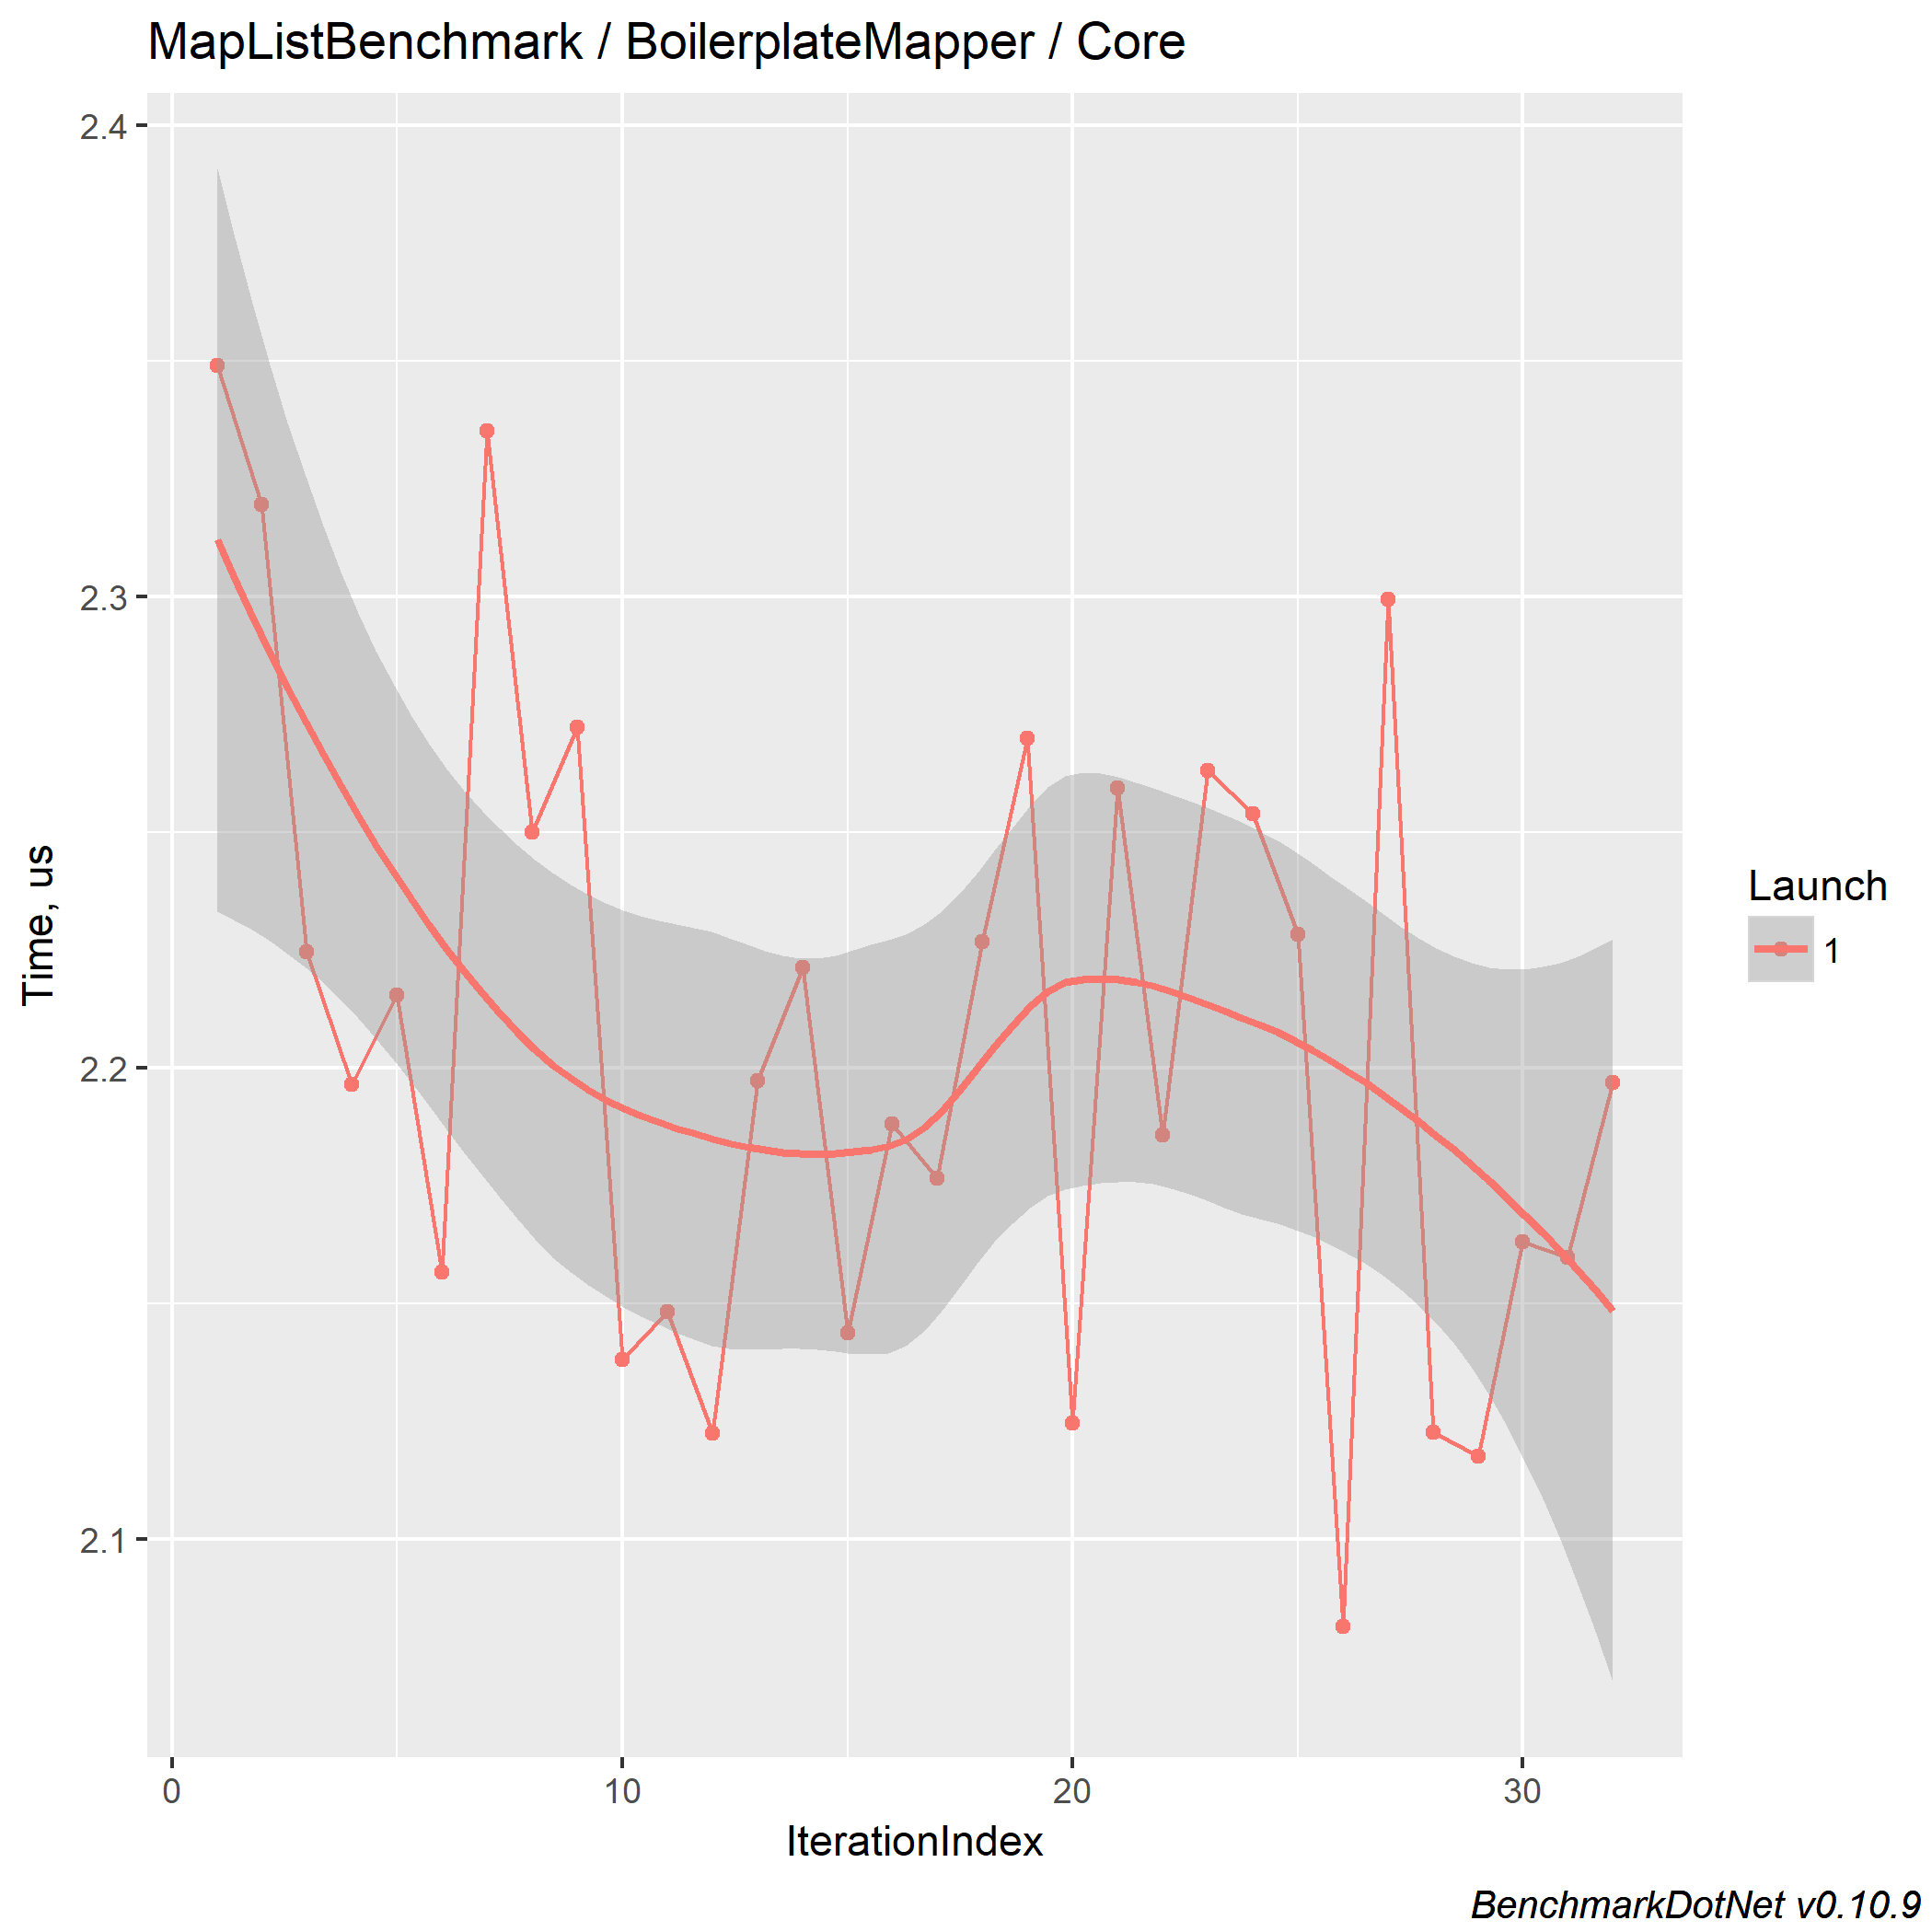 MapListBenchmark / BoilerplateMapper / Core
2.4
2.3
2.2
2.1
Time, us
0 10 20 30
IterationIndex
Launch
1
BenchmarkDotNet v0.10.9